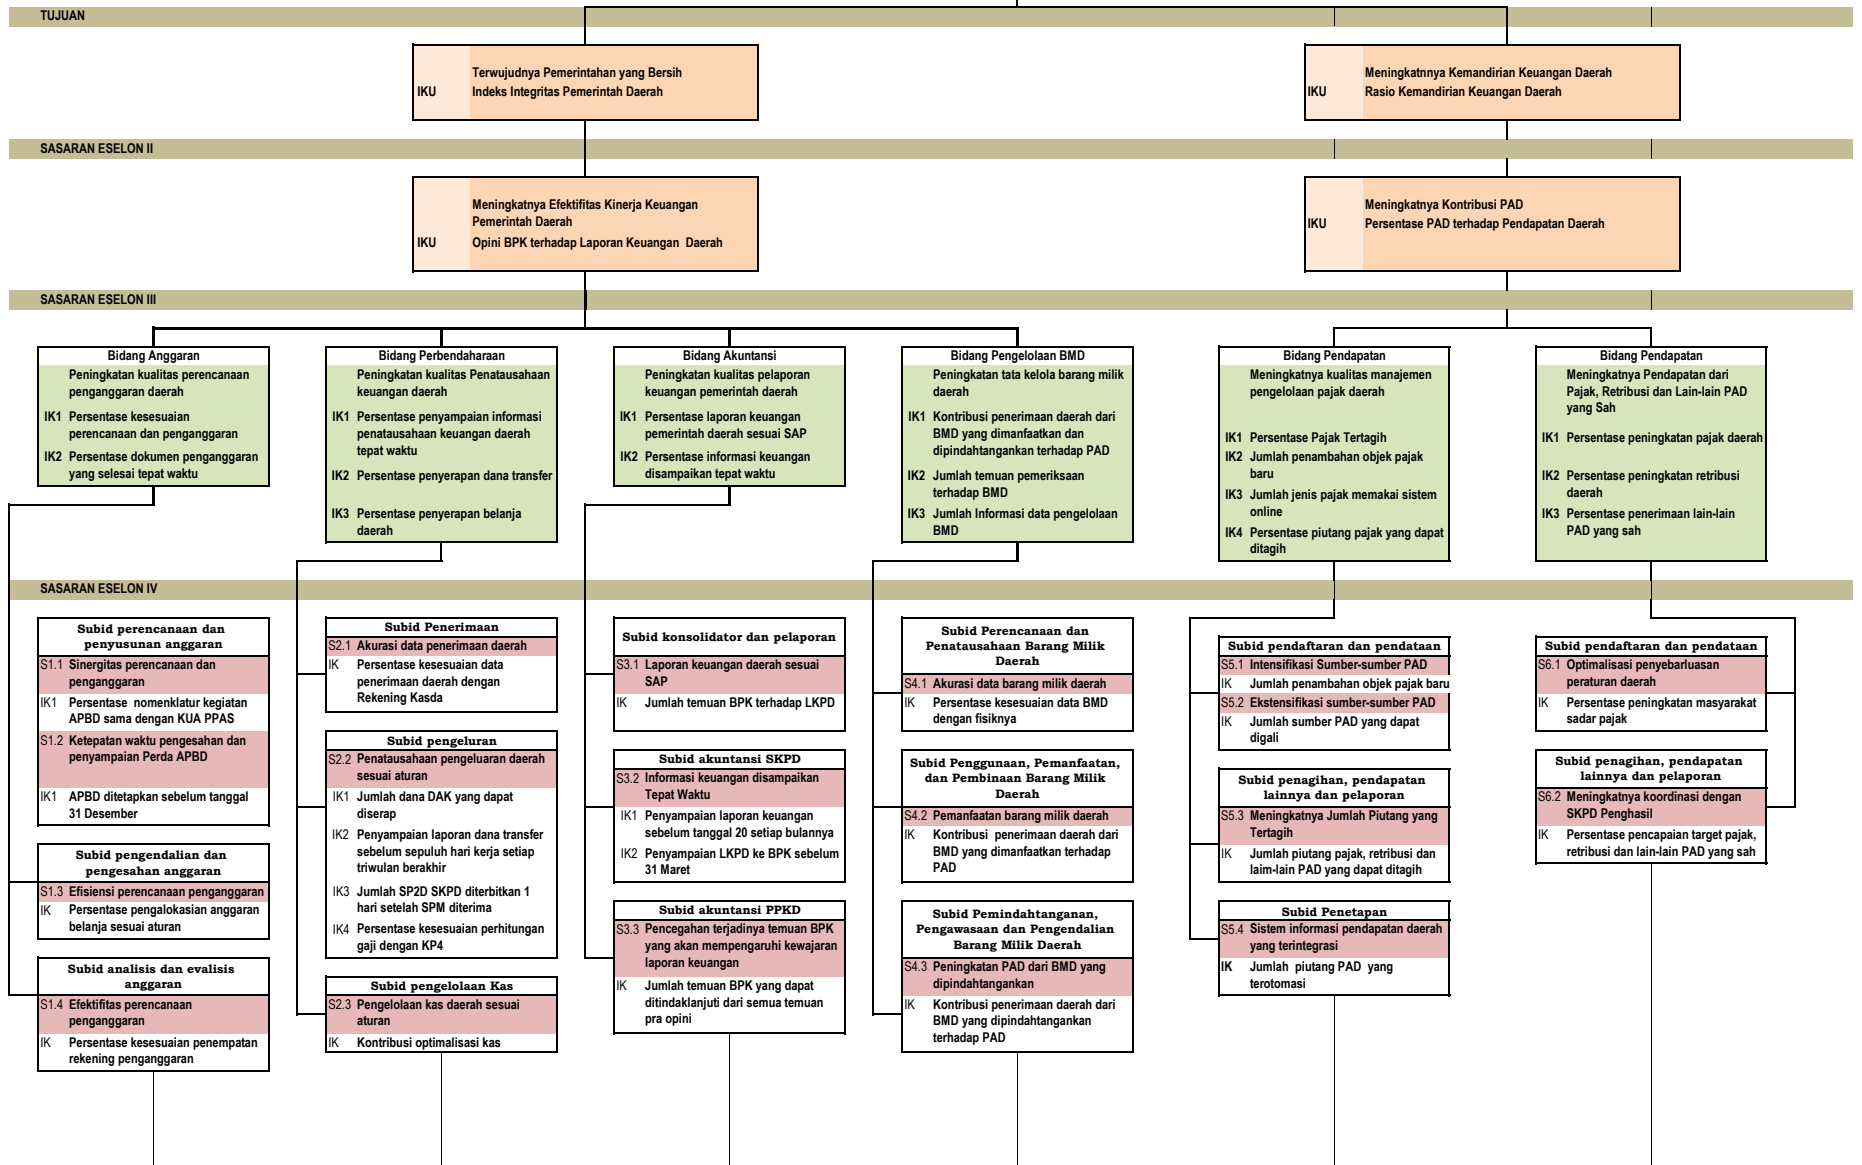 TUJUAN
Terwujudnya Pemerintahan yang Bersih
IKU Indeks Integritas Pemerintah Daerah
Meningkatnnya Kemandirian Keuangan Daerah
IKU Rasio Kemandirian Keuangan Daerah
SASARAN ESELON II
Meningkatnya Efektifitas Kinerja Keuangan
Pemerintah Daerah
IKU Opini BPK terhadap Laporan Keuangan Daerah
Meningkatnya Kontribusi PAD
IKU Persentase PAD terhadap Pendapatan Daerah
SASARAN ESELON III
Bidang Anggaran
Peningkatan kualitas perencanaan
penganggaran daerah
IK1 Persentase kesesuaian
perencanaan dan penganggaran
IK2 Persentase dokumen penganggaran
yang selesai tepat waktu
Bidang Perbendaharaan
Peningkatan kualitas Penatausahaan
keuangan daerah
IK1 Persentase penyampaian informasi
penatausahaan keuangan daerah
tepat waktu
IK2 Persentase penyerapan dana transfer
IK3 Persentase penyerapan belanja
daerah
Bidang Akuntansi
Peningkatan kualitas pelaporan
keuangan pemerintah daerah
IK1 Persentase laporan keuangan
pemerintah daerah sesuai SAP
IK2 Persentase informasi keuangan
disampaikan tepat waktu
Bidang Pengelolaan BMD
Peningkatan tata kelola barang milik
daerah
IK1 Kontribusi penerimaan daerah dari
BMD yang dimanfaatkan dan
dipindahtangankan terhadap PAD
IK2 Jumlah temuan pemeriksaan
terhadap BMD
IK3 Jumlah Informasi data pengelolaan
BMD
Bidang Pendapatan
Meningkatnya kualitas manajemen
pengelolaan pajak daerah
IK1 Persentase Pajak Tertagih
IK2 Jumlah penambahan objek pajak
baru
IK3 Jumlah jenis pajak memakai sistem
online
IK4 Persentase piutang pajak yang dapat
ditagih
Bidang Pendapatan
Meningkatnya Pendapatan dari
Pajak, Retribusi dan Lain-lain PAD
yang Sah
IK1 Persentase peningkatan pajak daerah
IK2 Persentase peningkatan retribusi
daerah
IK3 Persentase penerimaan lain-lain
PAD yang sah
SASARAN ESELON IV
Subid perencanaan dan
penyusunan anggaran
S1.1 Sinergitas perencanaan dan
penganggaran
IK1 Persentase nomenklatur kegiatan
APBD sama dengan KUA PPAS
S1.2 Ketepatan waktu pengesahan dan
penyampaian Perda APBD
IK1 APBD ditetapkan sebelum tanggal
31 Desember
Subid pengendalian dan
pengesahan anggaran
S1.3 Efisiensi perencanaan penganggaran
IK Persentase pengalokasian anggaran
belanja sesuai aturan
Subid analisis dan evalisis
anggaran
S1.4 Efektifitas perencanaan
penganggaran
IK Persentase kesesuaian penempatan
rekening penganggaran
Subid Penerimaan
S2.1 Akurasi data penerimaan daerah
IK Persentase kesesuaian data
penerimaan daerah dengan
Rekening Kasda
Subid pengeluran
S2.2 Penatausahaan pengeluaran daerah
sesuai aturan
IK1 Jumlah dana DAK yang dapat
diserap
IK2 Penyampaian laporan dana transfer
sebelum sepuluh hari kerja setiap
triwulan berakhir
IK3 Jumlah SP2D SKPD diterbitkan 1
hari setelah SPM diterima
IK4 Persentase kesesuaian perhitungan
gaji dengan KP4
Subid pengelolaan Kas
S2.3 Pengelolaan kas daerah sesuai
aturan
IK Kontribusi optimalisasi kas
Subid konsolidator dan pelaporan
S3.1 Laporan keuangan daerah sesuai
SAP
IK Jumlah temuan BPK terhadap LKPD
Subid akuntansi SKPD
S3.2 Informasi keuangan disampaikan
Tepat Waktu
IK1 Penyampaian laporan keuangan
sebelum tanggal 20 setiap bulannya
IK2 Penyampaian LKPD ke BPK sebelum
31 Maret
Subid akuntansi PPKD
S3.3 Pencegahan terjadinya temuan BPK
yang akan mempengaruhi kewajaran
laporan keuangan
IK Jumlah temuan BPK yang dapat
ditindaklanjuti dari semua temuan
pra opini
Subid Perencanaan dan
Penatausahaan Barang Milik
Daerah
S4.1 Akurasi data barang milik daerah
IK Persentase kesesuaian data BMD
dengan fisiknya
Subid Penggunaan, Pemanfaatan,
dan Pembinaan Barang Milik
Daerah
S4.2 Pemanfaatan barang milik daerah
IK Kontribusi penerimaan daerah dari
BMD yang dimanfaatkan terhadap
PAD
Subid Pemindahtanganan,
Pengawasan dan Pengendalian
Barang Milik Daerah
S4.3 Peningkatan PAD dari BMD yang
dipindahtangankan
IK Kontribusi penerimaan daerah dari
BMD yang dipindahtangankan
terhadap PAD
Subid pendaftaran dan pendataan
S5.1 Intensifikasi Sumber-sumber PAD
IK Jumlah penambahan objek pajak baru
S5.2 Ekstensifikasi sumber-sumber PAD
IK Jumlah sumber PAD yang dapat
digali
Subid penagihan, pendapatan
lainnya dan pelaporan
S5.3 Meningkatnya Jumlah Piutang yang
Tertagih
IK Jumlah piutang pajak, retribusi dan
laim-lain PAD yang dapat ditagih
Subid Penetapan
S5.4 Sistem informasi pendapatan daerah
yang terintegrasi
IK Jumlah piutang PAD yang
terotomasi
Subid pendaftaran dan pendataan
S6.1 Optimalisasi penyebarluasan
peraturan daerah
IK Persentase peningkatan masyarakat
sadar pajak
Subid penagihan, pendapatan
lainnya dan pelaporan
S6.2 Meningkatnya koordinasi dengan
SKPD Penghasil
IK Persentase pencapaian target pajak,
retribusi dan lain-lain PAD yang sah